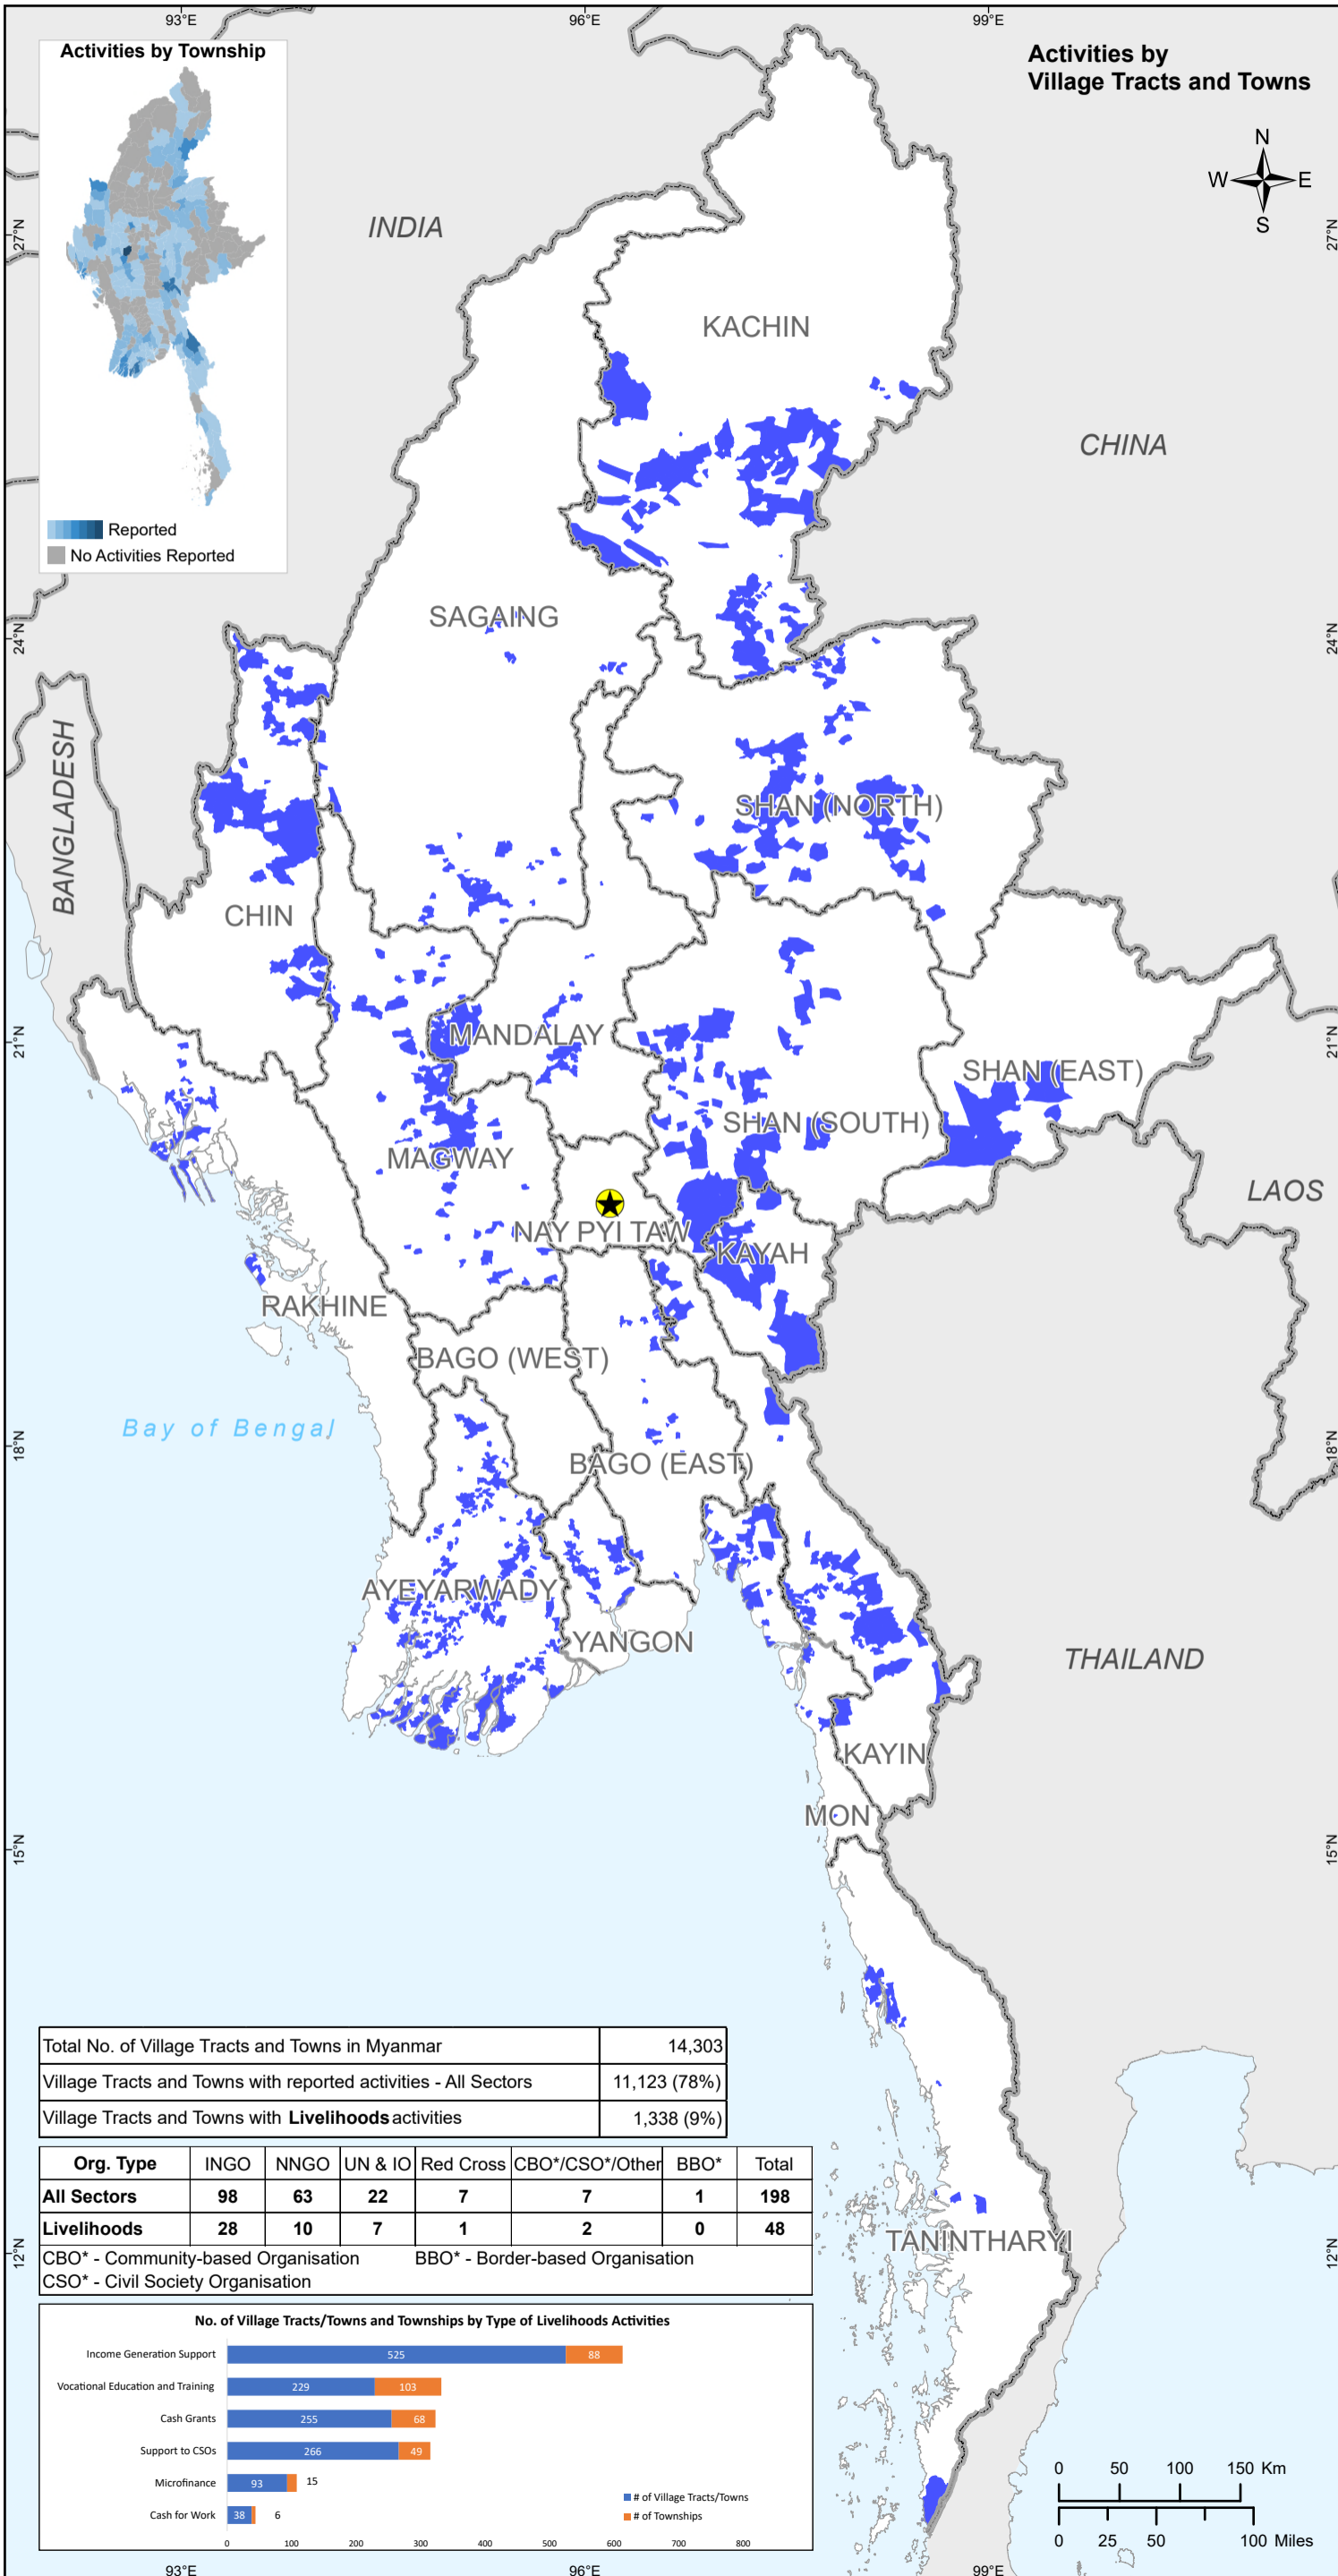 93°E 96°E 99°E
Activities by Township
Activities by
Village Tracts and Towns
N
W E
S
27°N 27°N
INDIA
KACHIN
CHINA
Reported
No Activities Reported
SAGAING
24°N 24°N
BANGLADESH
SHAN (NORTH)
CHIN
21°N 21°N
MANDALAY
SHAN (EAST)
SHAN (SOUTH)
MAGWAY
LAOS
NAY PYI TAW
KAYAH
RAKHINE
BAGO (WEST)
Bay of Bengal
18°N 18°N
BAGO (EAST)
AYEYARWADY
YANGON
THAILAND
KAYIN
MON
15°N 15°N
Total No. of Village Tracts and Towns in Myanmar 14,303
Village Tracts and Towns with reported activities - All Sectors 11,123 (78%)
Village Tracts and Towns with Livelihoods activities 1,338 (9%)
Org. Type INGO NNGO UN & IO Red Cross CBO*/CSO*/Other BBO* Total
All Sectors 98 63 22 7 7 1 198
Livelihoods 28 10 7 1 2 0 48
CBO* - Community-based Organisation BBO* - Border-based Organisation
CSO* - Civil Society Organisation
TANINTHARYI
12°N 12°N
No. of Village Tracts/Towns and Townships by Type of Livelihoods Activities
Income Generation Support 525 88
Vocational Education and Training 229 103
Cash Grants 255 68
Support to CSOs 266 49
Microfinance 93 15
Cash for Work 38 6
# of Village Tracts/Towns
# of Townships
0 100 200 300 400 500 600 700 800
0 50 100 150 Km
0 25 50 100 Miles
93°E 96°E 99°E